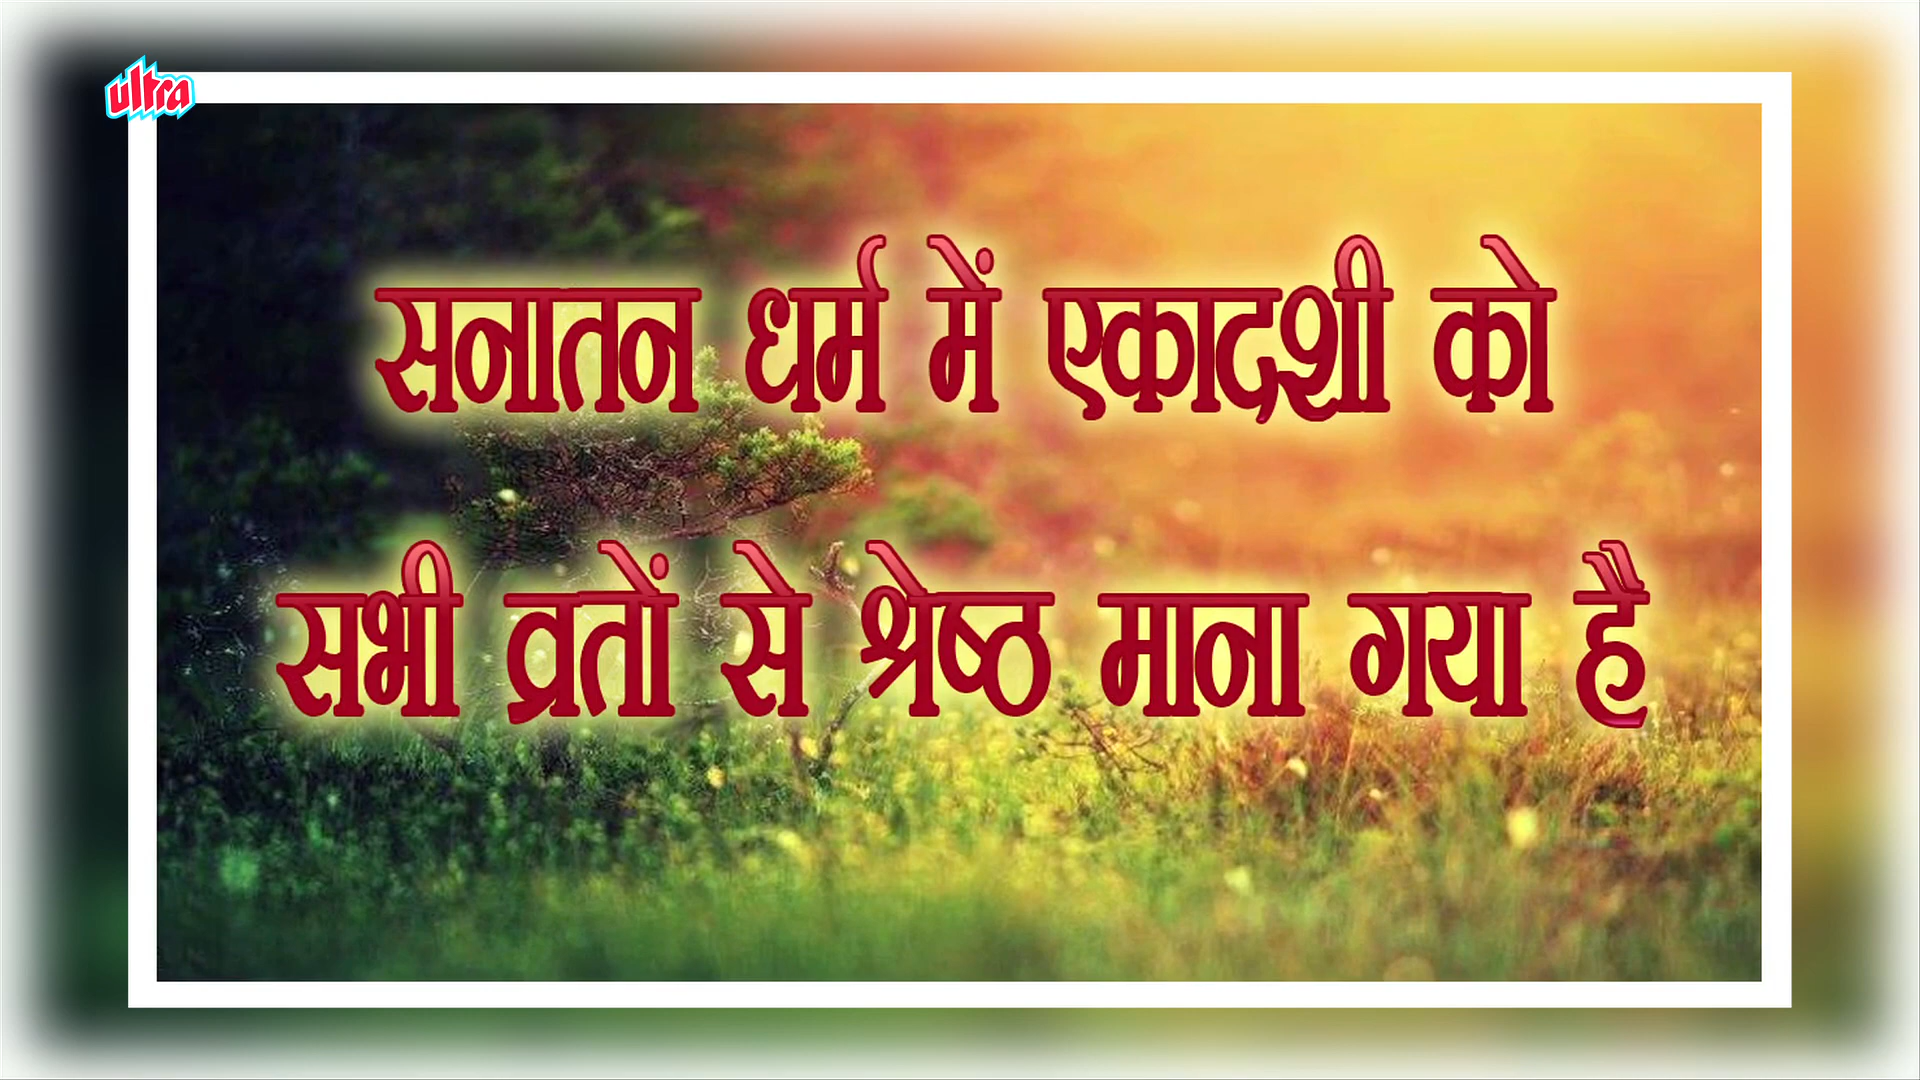 ultra
सनातन धर्म में एकादशी को
सभी व्रतों से श्रेष्ठ माना गया है